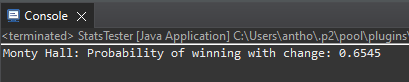 Console
<terminated> StatsTester [Java Application] C:\Users\antho\.p2\pool\plugins\
Monty Hall: Probability of winning with change: 0.6545